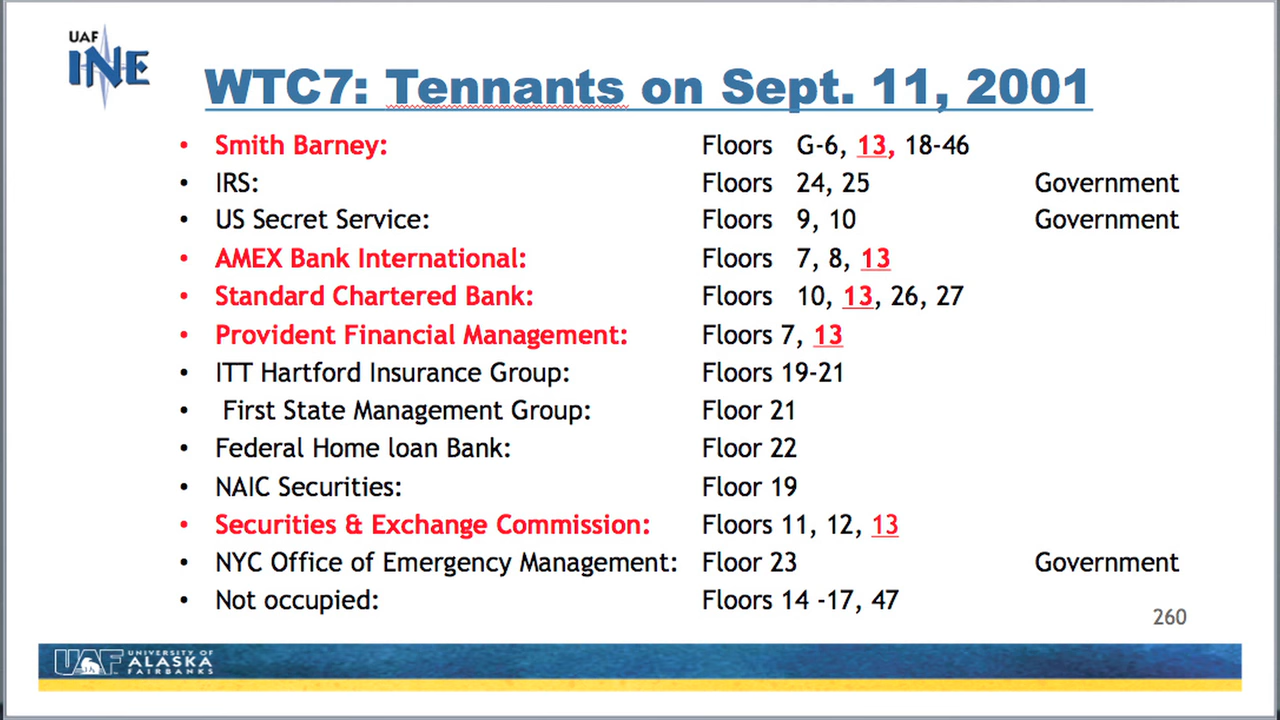 UAF
INE
WTC7: Tennants on Sept. 11, 2001
• Smith Barney: Floors G-6, 13, 18-46
• IRS: Floors 24, 25 Government
• US Secret Service: Floors 9, 10 Government
• AMEX Bank International: Floors 7, 8, 13
• Standard Chartered Bank: Floors 10, 13, 26, 27
• Provident Financial Management: Floors 7, 13
• ITT Hartford Insurance Group: Floors 19-21
• First State Management Group: Floor 21
• Federal Home loan Bank: Floor 22
• NAIC Securities: Floor 19
• Securities & Exchange Commission: Floors 11, 12, 13
• NYC Office of Emergency Management: Floor 23 Government
• Not occupied: Floors 14 -17, 47
260
UAF UNIVERSITY OF
ALASKA
FAIRBANKS